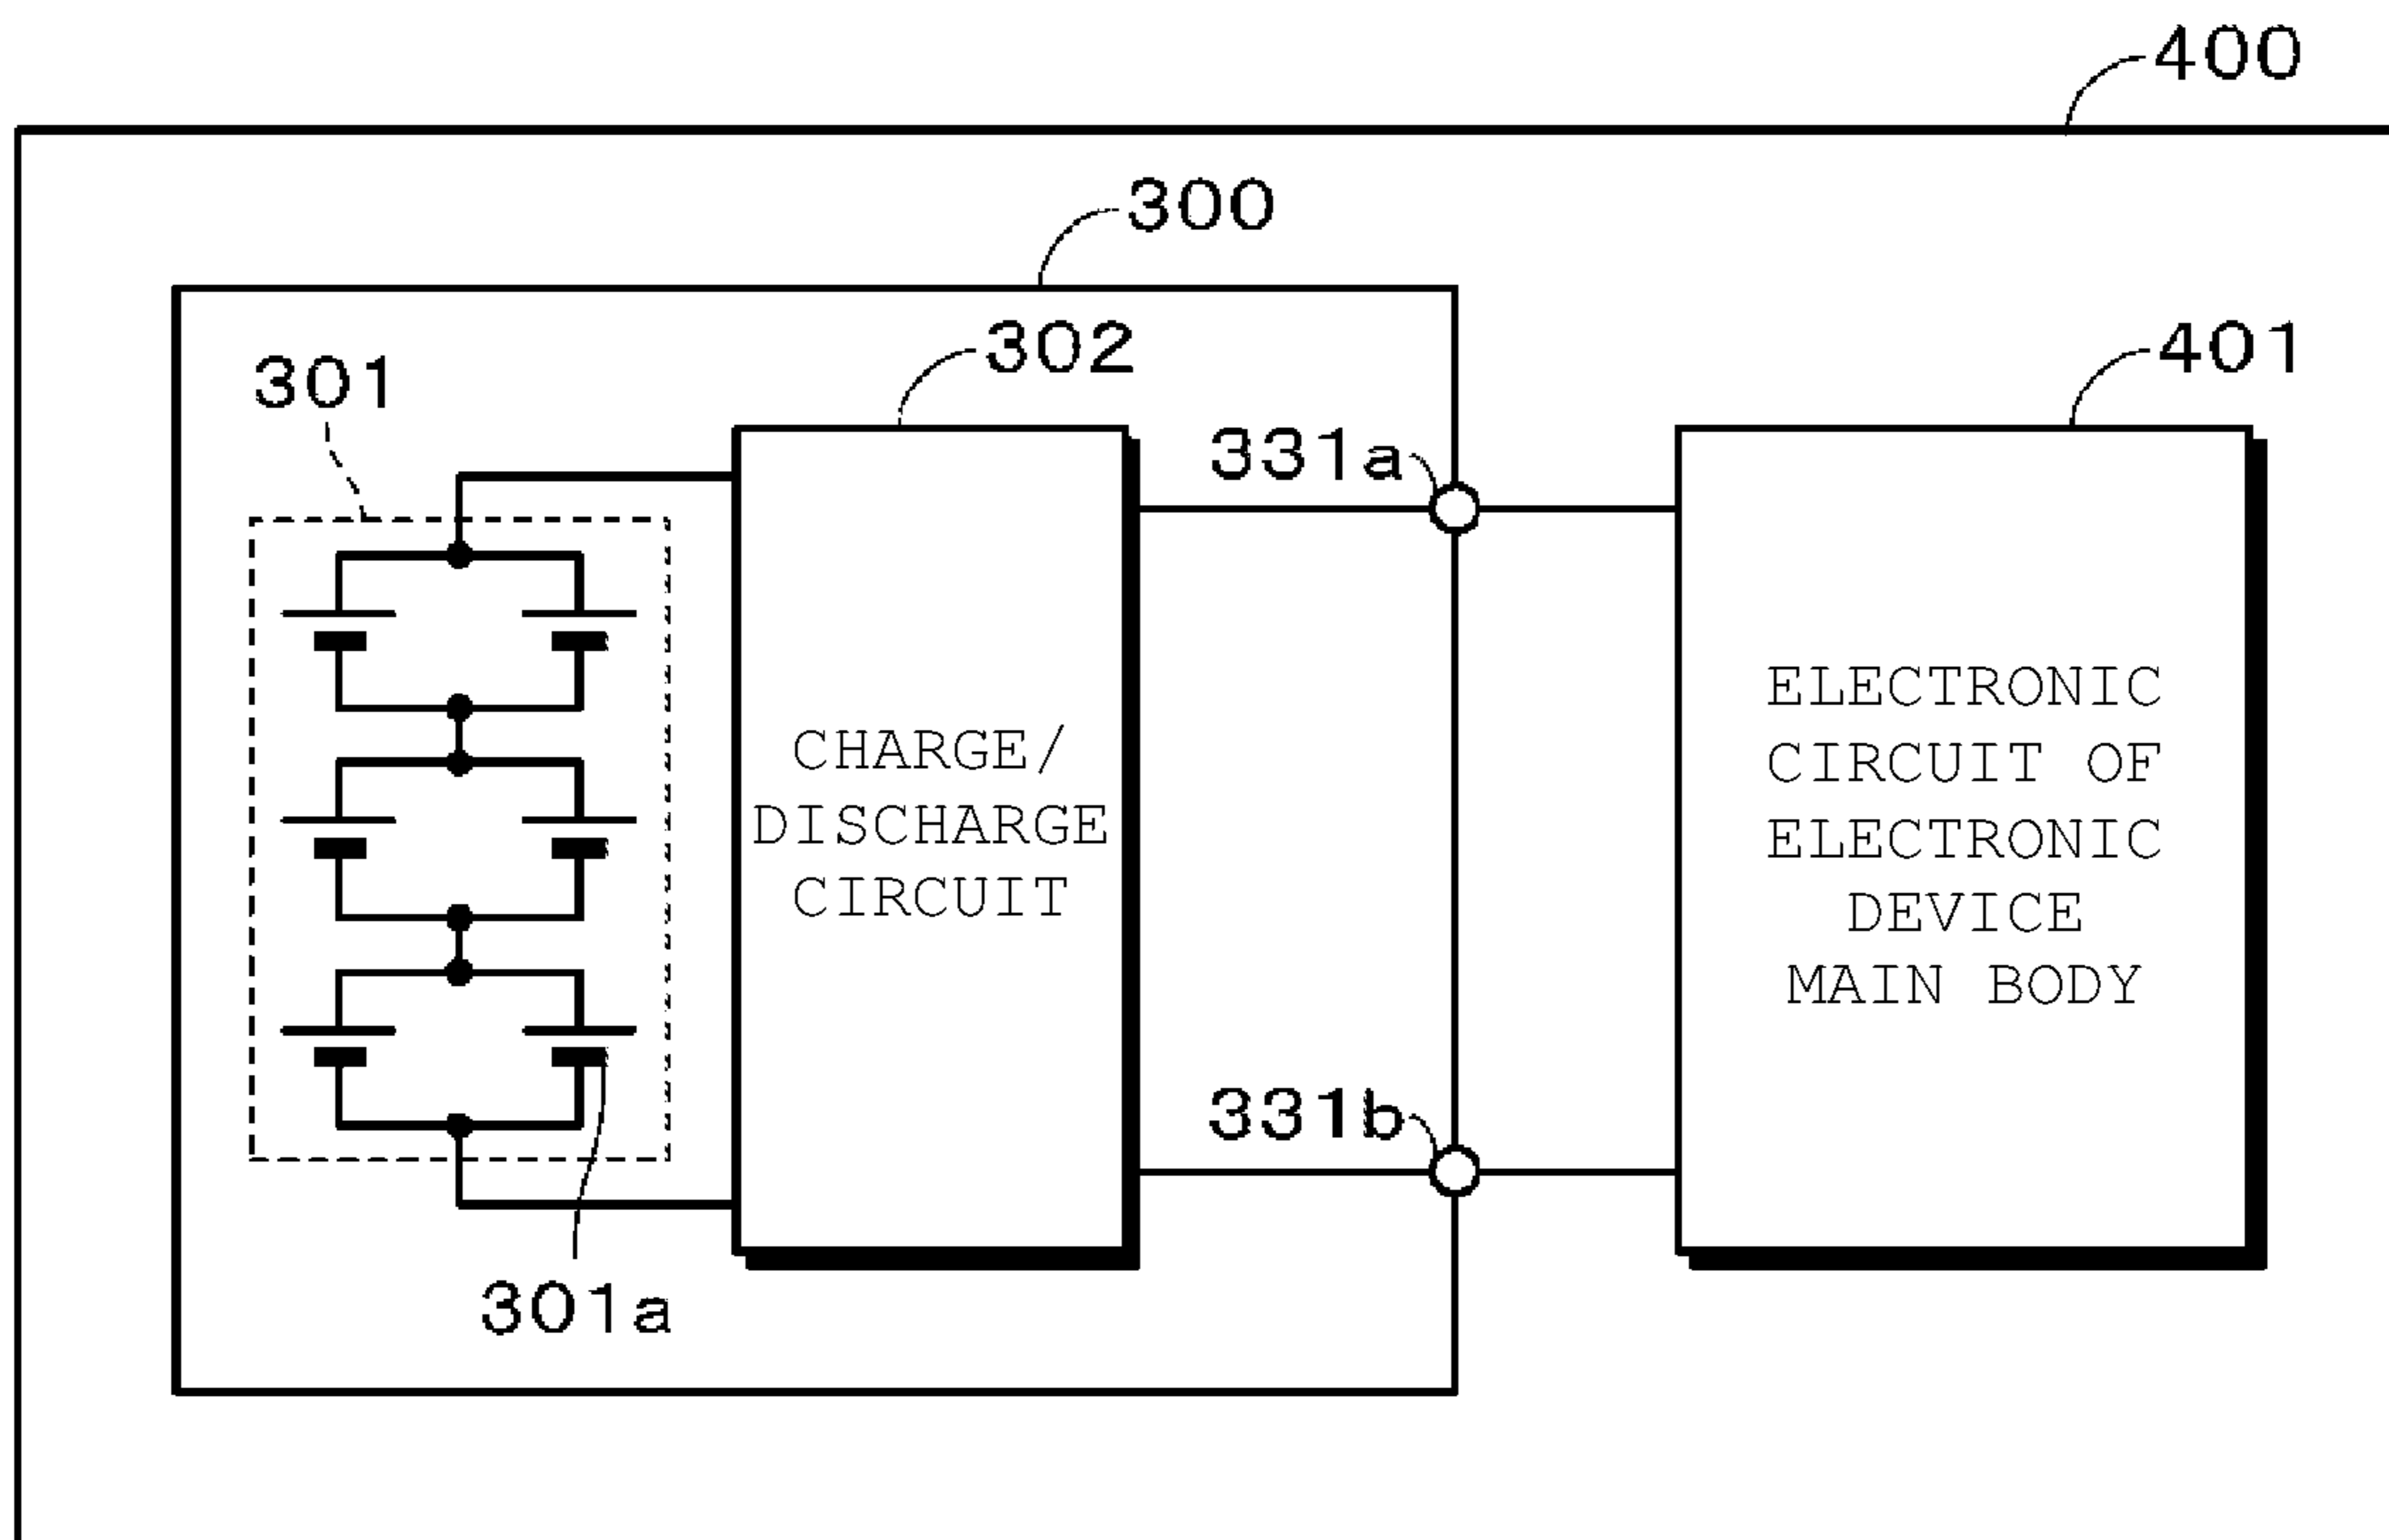 400
300
302
401
301
331a
CHARGE/
DISCHARGE
CIRCUIT
ELECTRONIC
CIRCUIT OF
ELECTRONIC
DEVICE
MAIN BODY
331b
301a